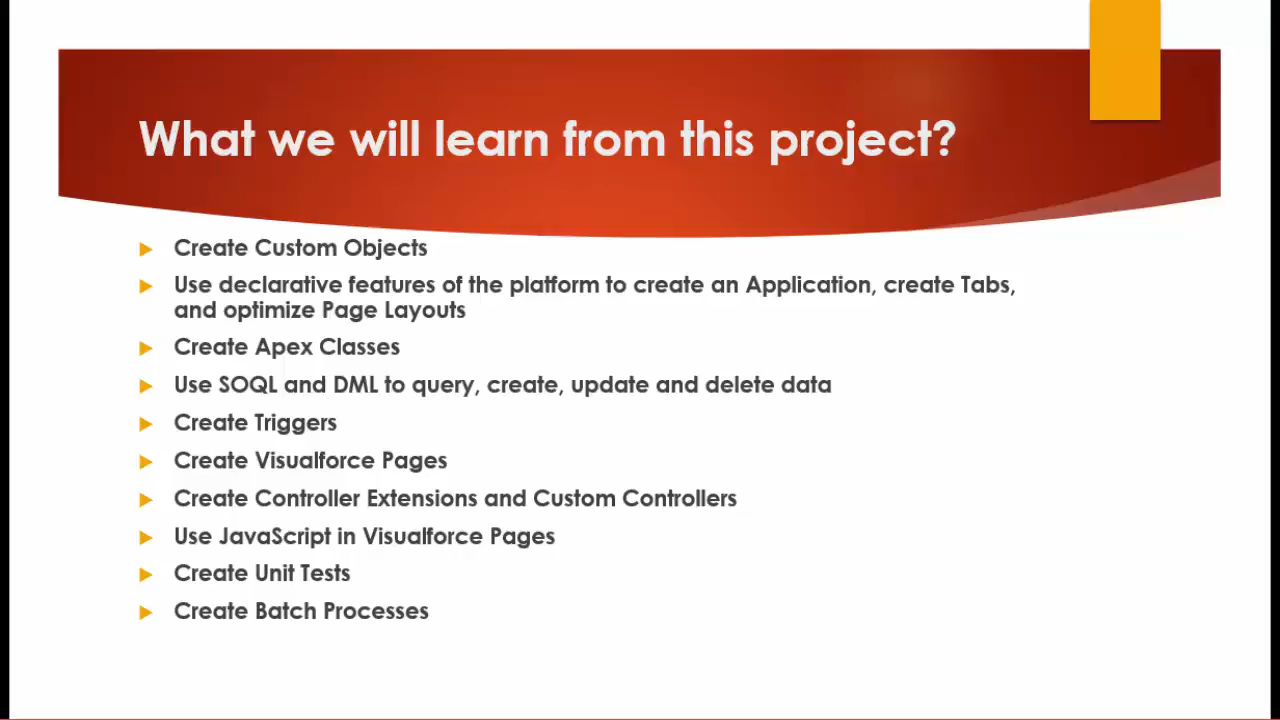 What we will learn from this project?
Create Custom Objects
Use declarative features of the platform to create an Application, create Tabs,
and optimize Page Layouts
Create Apex Classes
Use SOQL and DML to query, create, update and delete data
Create Triggers
Create Visualforce Pages
Create Controller Extensions and Custom Controllers
Use JavaScript in Visualforce Pages
Create Unit Tests
Create Batch Processes